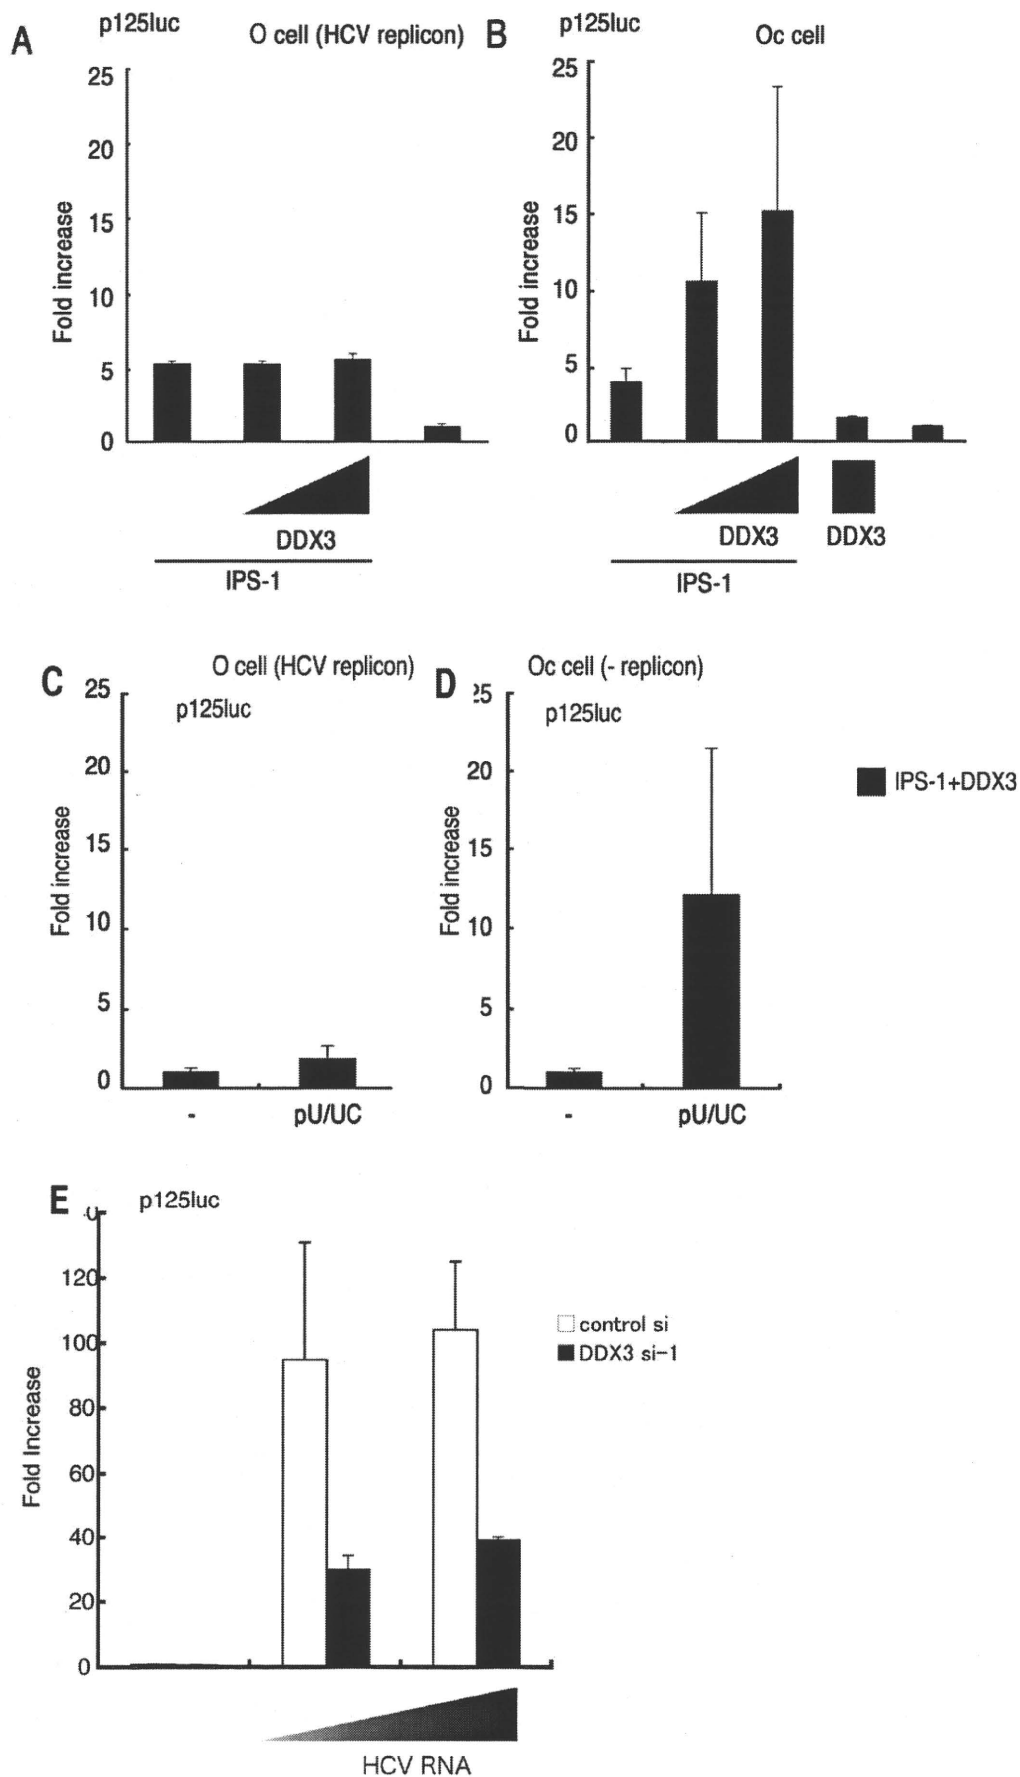 A
p125luc
O cell (HCV replicon)
25
20
15
10
5
0
Fold increase
DDX3
IPS-1
B
p125luc
Oc cell
25
20
15
10
5
0
Fold increase
DDX3
DDX3
IPS-1
C
O cell (HCV replicon)
p125luc
25
20
15
10
5
0
Fold increase
-
pU/UC
D
Oc cell (- replicon)
p125luc
25
20
15
10
5
0
Fold increase
-
pU/UC
IPS-1+DDX3
E
p125luc
120
100
80
60
40
20
0
Fold Increase
control si
DDX3 si-1
HCV RNA